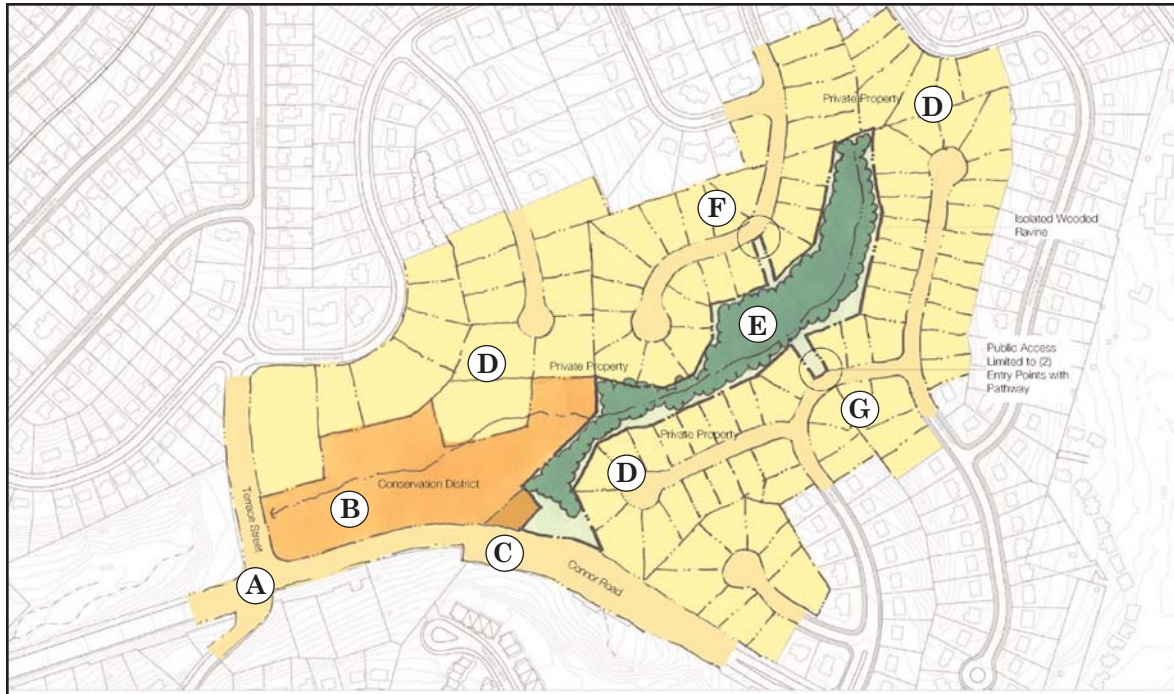 Private Property
D
F
Isolated Wooded
Ravine
E
Public Access
Limited to (2)
Entry Points with
Pathway
D
Private Property
G
Private Property
D
Conservation District
B
Terrace Street
C
Connor Road
A